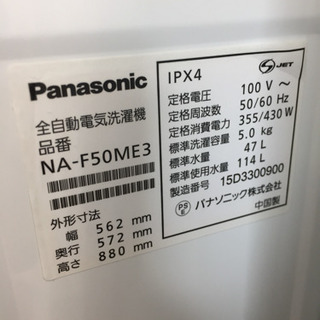 Panasonic
全自動電気洗濯機
品番
NA-F50ME3
外形寸法
幅 562 mm
奥行 572 mm
高さ 880 mm
IPX4
S JET
定格電圧 100 V~
定格周波数 50/60 Hz
定格消費電力 355/430 W
標準洗濯容量 5.0 kg
標準水量 47 L
標準使用水量 114 L
製造番号 15D3300900
PS E パナソニック株式会社
中国製